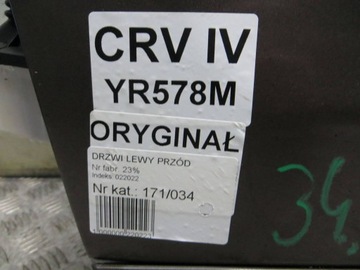 CRV IV
YR578M
ORYGINAŁ
DRZWI LEWY PRZÓD
Nr fabr. 23%
Indeks: 022022
Nr kat.: 171/034
34,